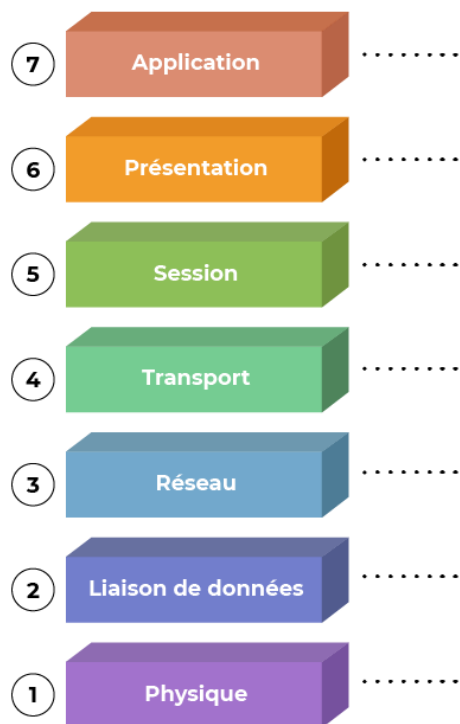 7 Application
6 Présentation
5 Session
4 Transport
3 Réseau
2 Liaison de données
1 Physique